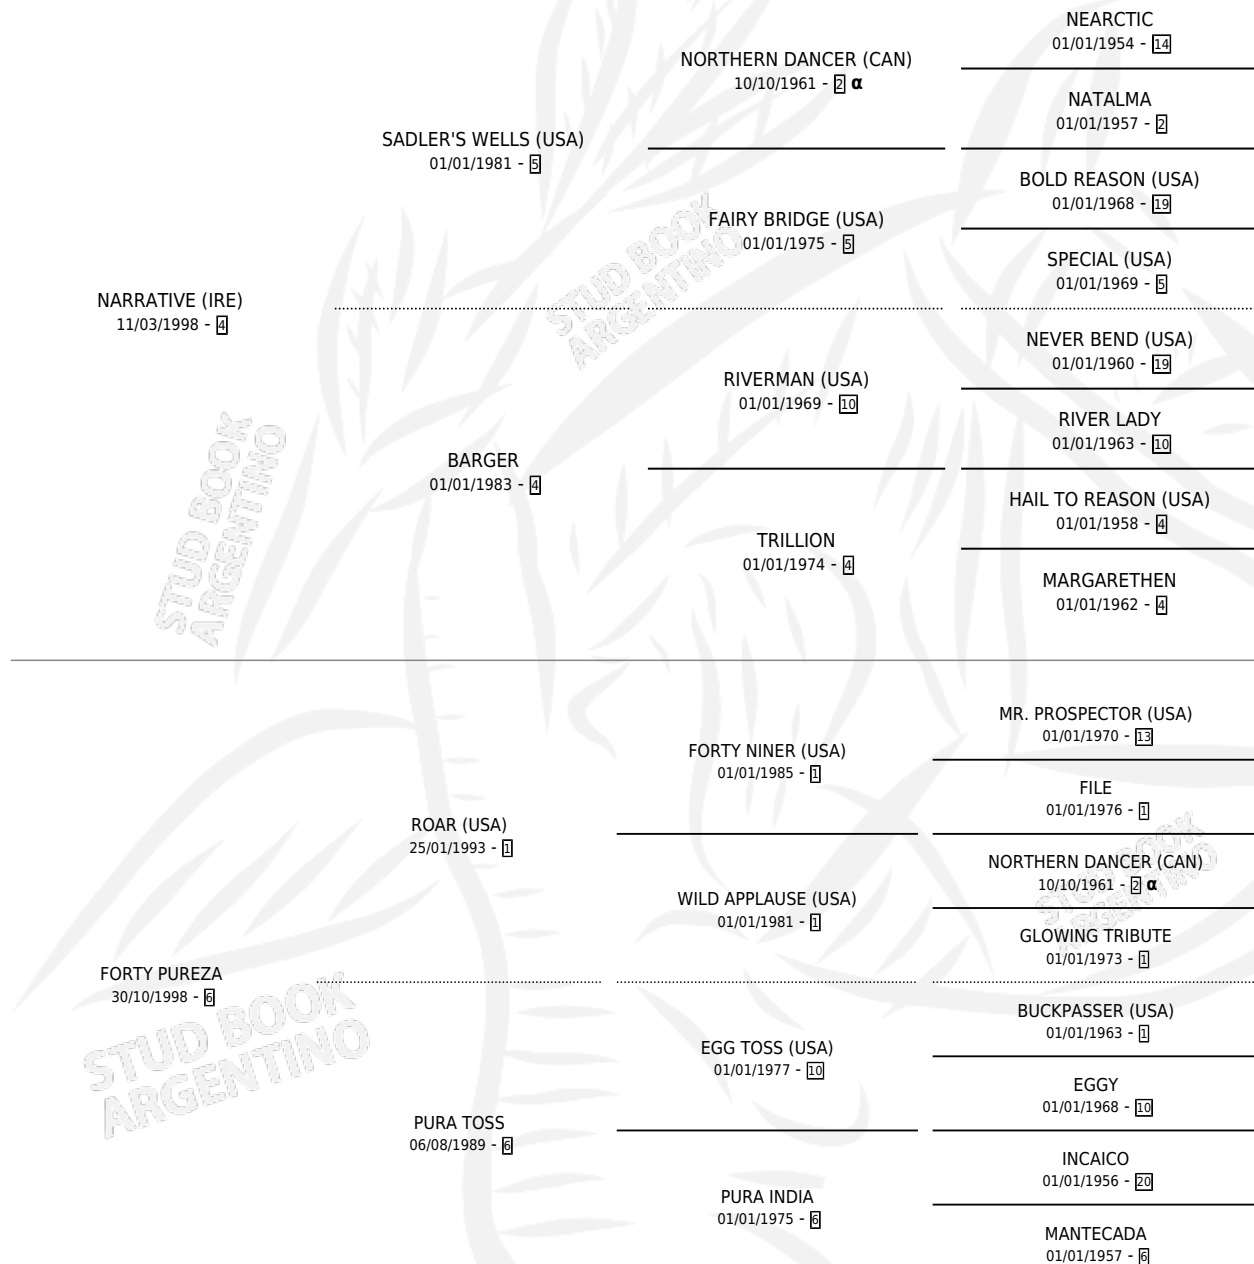 NEARCTIC
01/01/1954 - 14
NORTHERN DANCER (CAN)
10/10/1961 - 2 α
NATALMA
01/01/1957 - 2
SADLER'S WELLS (USA)
01/01/1981 - 5
BOLD REASON (USA)
01/01/1968 - 19
FAIRY BRIDGE (USA)
01/01/1975 - 5
SPECIAL (USA)
01/01/1969 - 5
NARRATIVE (IRE)
11/03/1998 - 4
NEVER BEND (USA)
01/01/1960 - 19
RIVERMAN (USA)
01/01/1969 - 10
RIVER LADY
01/01/1963 - 10
BARGER
01/01/1983 - 4
HAIL TO REASON (USA)
01/01/1958 - 4
TRILLION
01/01/1974 - 4
MARGARETHEN
01/01/1962 - 4
MR. PROSPECTOR (USA)
01/01/1970 - 13
FORTY NINER (USA)
01/01/1985 - 1
FILE
01/01/1976 - 1
ROAR (USA)
25/01/1993 - 1
NORTHERN DANCER (CAN)
10/10/1961 - 2 α
WILD APPLAUSE (USA)
01/01/1981 - 1
GLOWING TRIBUTE
01/01/1973 - 1
FORTY PUREZA
30/10/1998 - 6
BUCKPASSER (USA)
01/01/1963 - 1
EGG TOSS (USA)
01/01/1977 - 10
EGGY
01/01/1968 - 10
PURA TOSS
06/08/1989 - 6
INCAICO
01/01/1956 - 20
PURA INDIA
01/01/1975 - 6
MANTECADA
01/01/1957 - 6
STUD BOOK
ARGENTINO
STUD BOOK
ARGENTINO
STUD BOOK
ARGENTINO
STUD BOOK
ARGENTINO